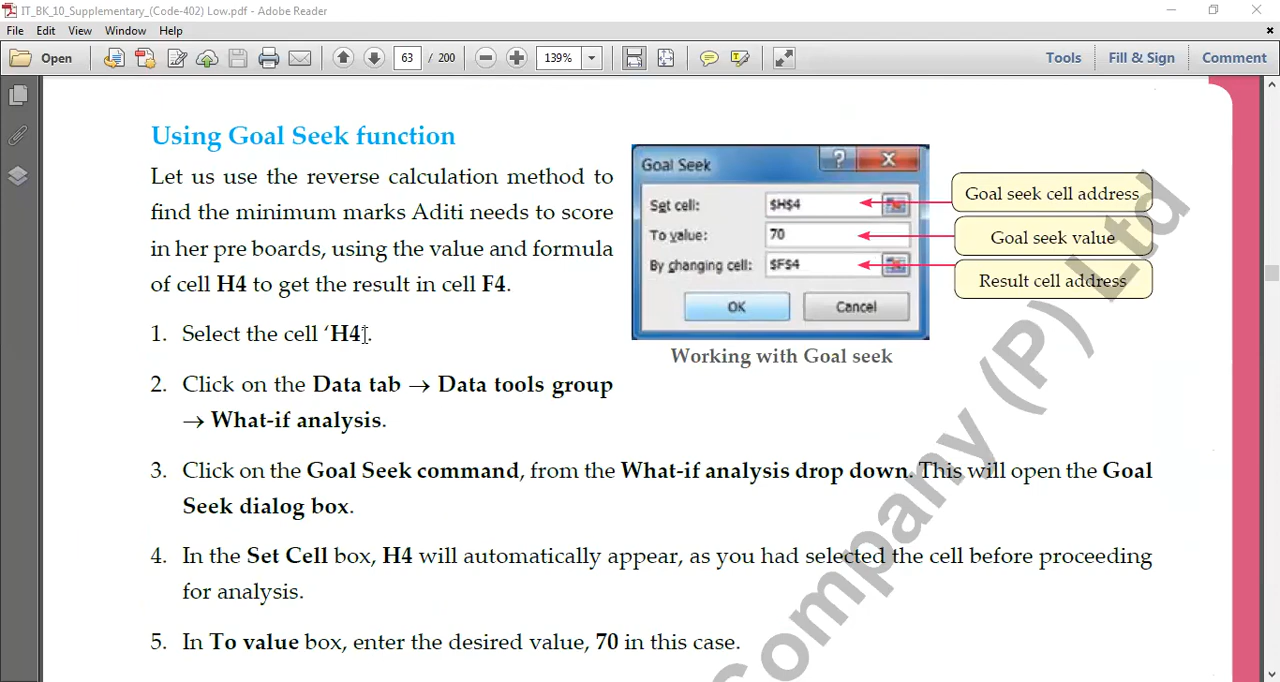 IT_BK_10_Supplementary_(Code-402) Low.pdf - Adobe Reader
File Edit View Window Help
Open 63 / 200 139% Tools Fill & Sign Comment
Using Goal Seek function
Let us use the reverse calculation method to
find the minimum marks Aditi needs to score
in her pre boards, using the value and formula
of cell H4 to get the result in cell F4.
Goal Seek
Set cell: $H$4
To value: 70
By changing cell: $F$4
OK Cancel
Goal seek cell address
Goal seek value
Result cell address
Working with Goal seek
1. Select the cell ‘H4’.
2. Click on the Data tab → Data tools group
→ What-if analysis.
3. Click on the Goal Seek command, from the What-if analysis drop down. This will open the Goal
Seek dialog box.
4. In the Set Cell box, H4 will automatically appear, as you had selected the cell before proceeding
for analysis.
5. In To value box, enter the desired value, 70 in this case.
Company (P) Ltd